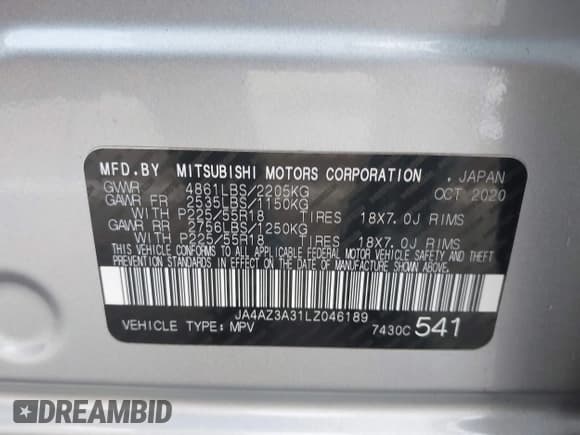 MFD.BY MITSUBISHI MOTORS CORPORATION , JAPAN
GVWR 4861LBS/2205KG OCT 2020
GAWR FR 2535LBS/1150KG
WITH P225/55R18 TIRES 18X7.0J RIMS
GAWR RR 2756LBS/1250KG
WITH P225/55R18 TIRES 18X7.0J RIMS
THIS VEHICLE CONFORMS TO ALL APPLICABLE FEDERAL MOTOR VEHICLE SAFETY AND THEFT
PREVENTION STANDARDS IN EFFECT ON THE DATE OF MANUFACTURE SHOWN ABOVE.
JA4AZ3A31LZ046189
VEHICLE TYPE: MPV 7430C 541
DREAMBID